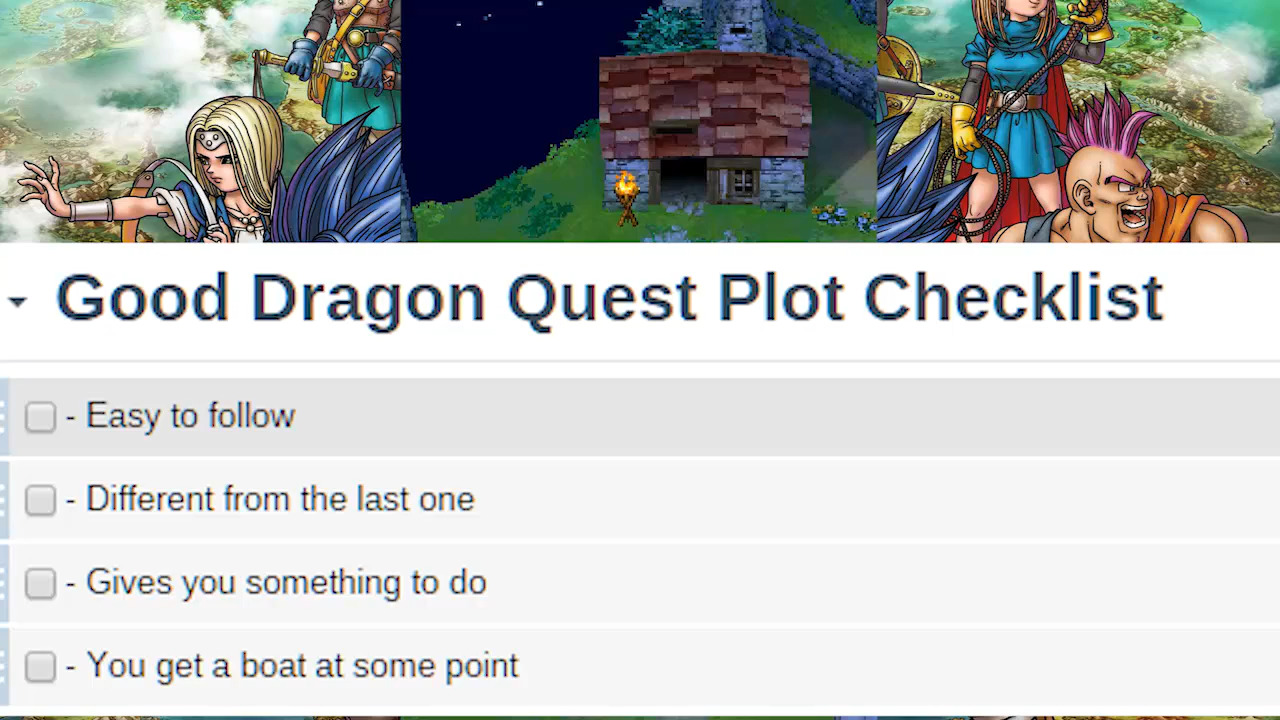 Good Dragon Quest Plot Checklist
- Easy to follow
- Different from the last one
- Gives you something to do
- You get a boat at some point